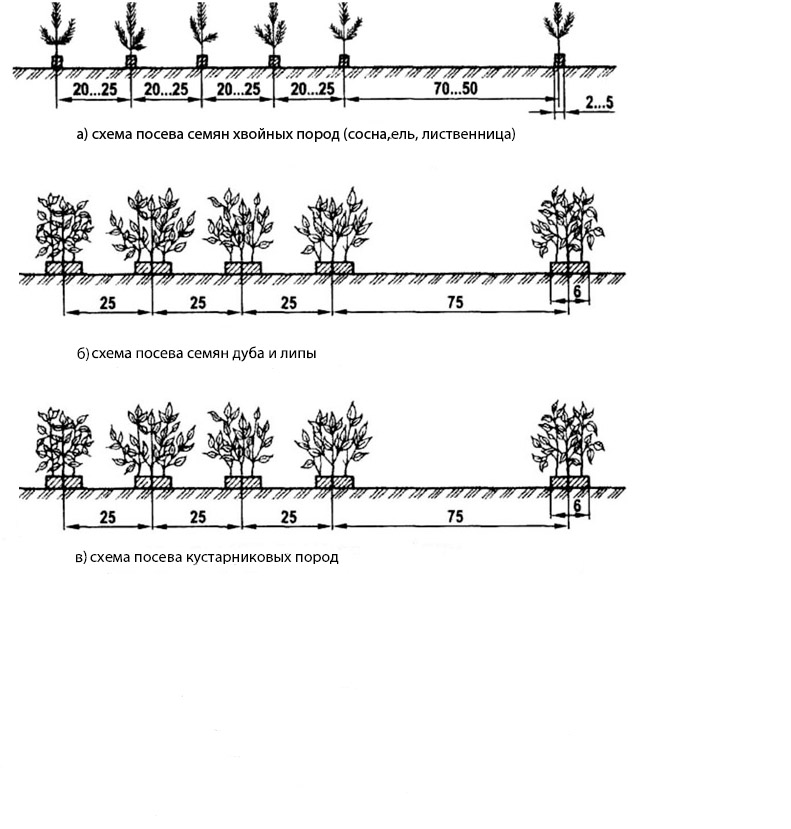 20...25 20...25 20...25 20...25 70...50
2...5
а) схема посева семян хвойных пород (сосна,ель, лиственница)
6
25 25 25 75
б) схема посева семян дуба и липы
6
25 25 25 75
в) схема посева кустарниковых пород